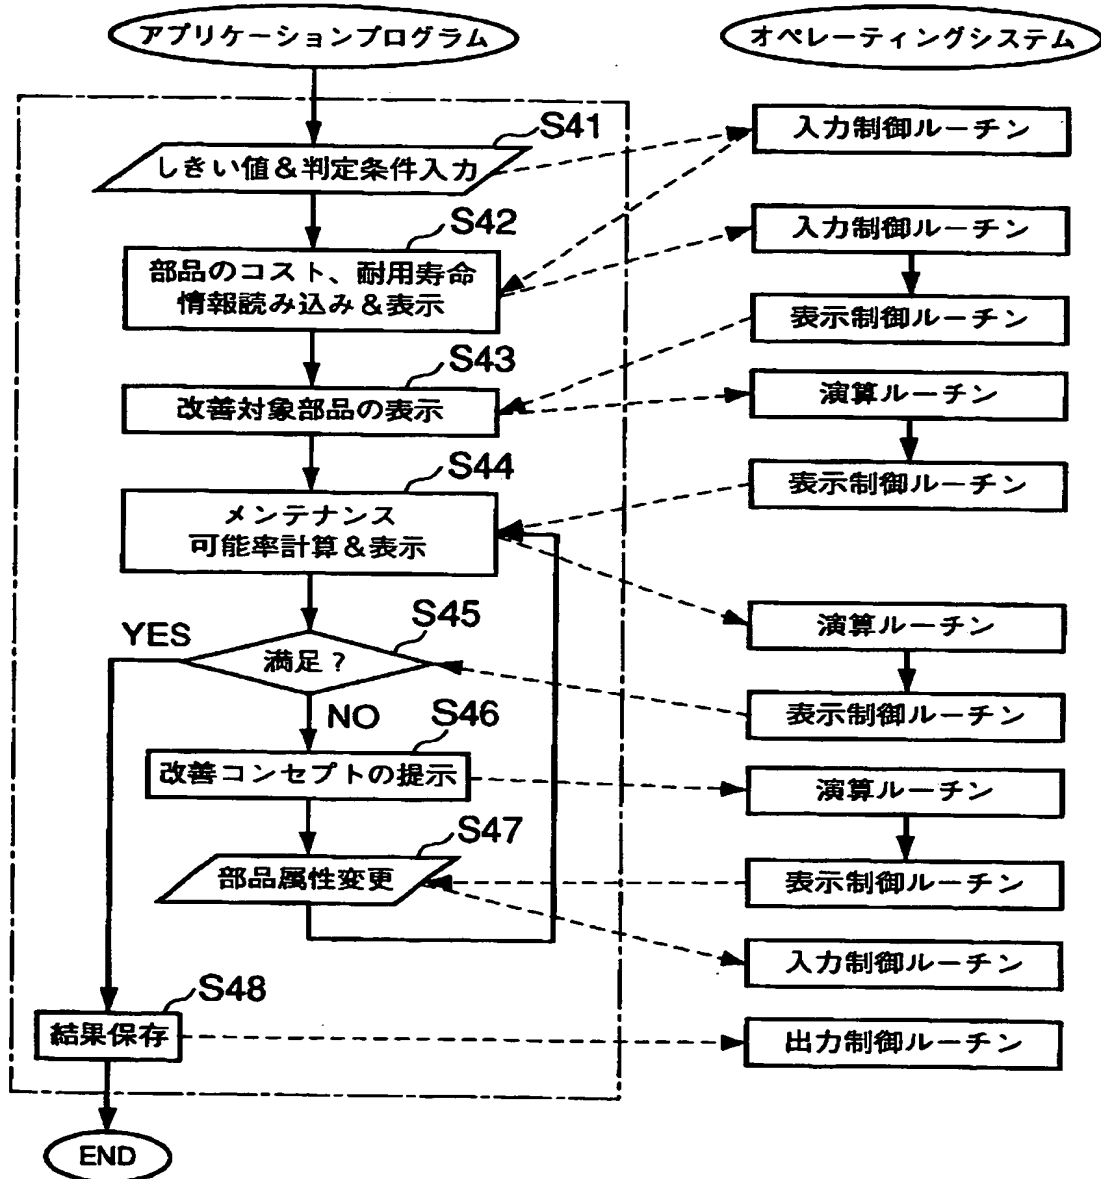 アプリケーションプログラム
オペレーティングシステム
S41
しきい値&判定条件入力
入力制御ルーチン
S42
部品のコスト、耐用寿命
情報読み込み&表示
入力制御ルーチン
表示制御ルーチン
S43
改善対象部品の表示
演算ルーチン
表示制御ルーチン
S44
メンテナンス
可能率計算&表示
演算ルーチン
S45
YES
満足?
表示制御ルーチン
NO
S46
改善コンセプトの提示
演算ルーチン
S47
部品属性変更
表示制御ルーチン
入力制御ルーチン
S48
結果保存
出力制御ルーチン
END